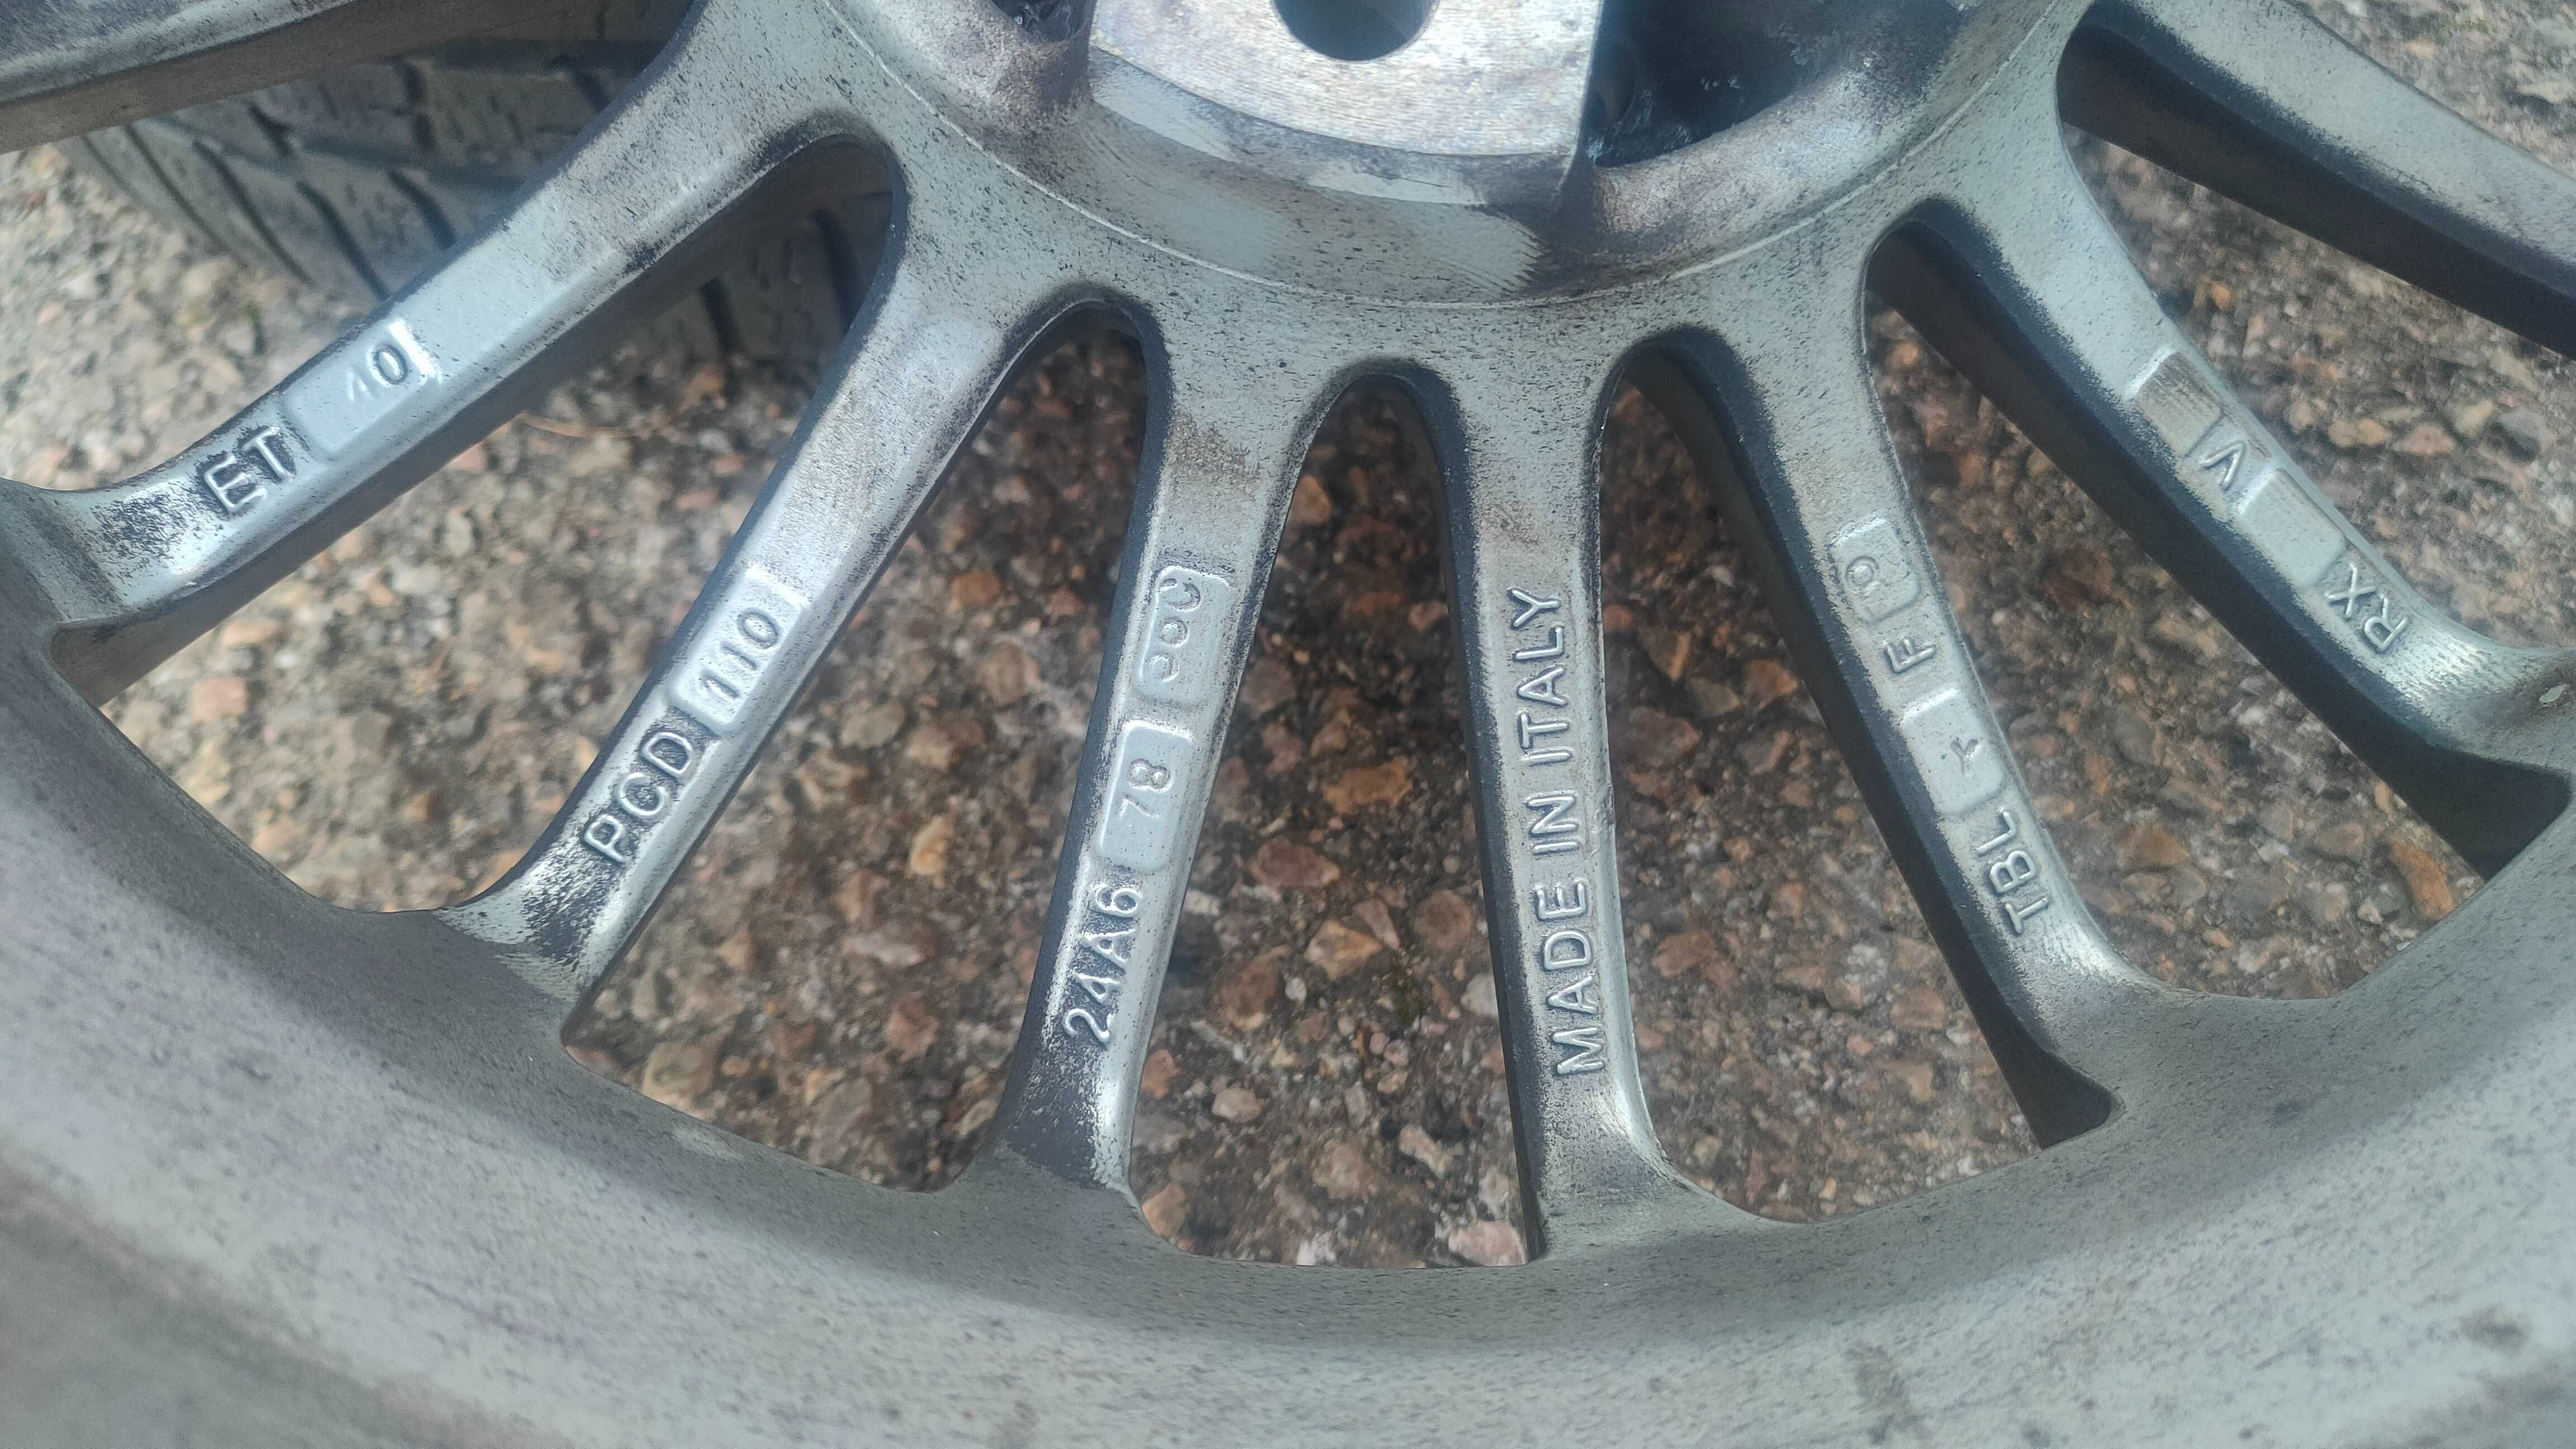 ET 40
PCD 110
24A6 78
MADE IN ITALY
TBL Y F
RX V